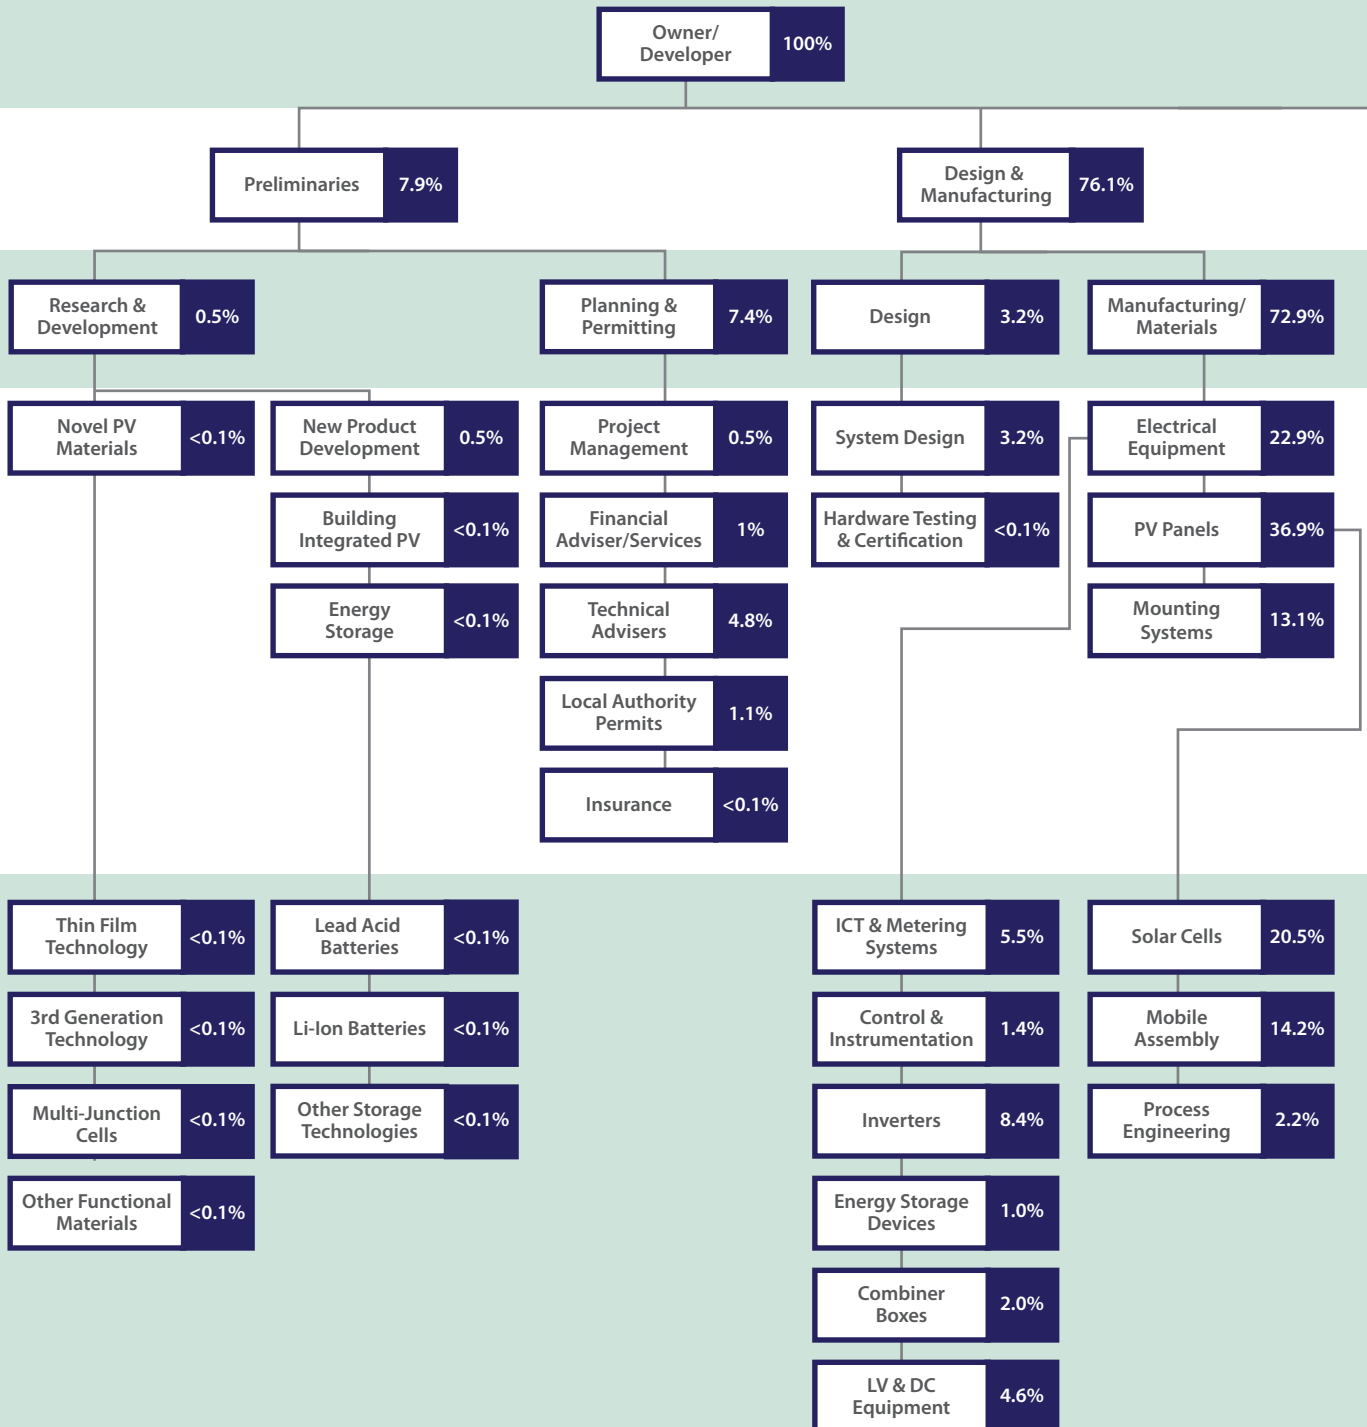 Owner/
Developer
100%
Preliminaries
7.9%
Design &
Manufacturing
76.1%
Research &
Development
0.5%
Planning &
Permitting
7.4%
Design
3.2%
Manufacturing/
Materials
72.9%
Novel PV
Materials
<0.1%
New Product
Development
0.5%
Project
Management
0.5%
System Design
3.2%
Electrical
Equipment
22.9%
Building
Integrated PV
<0.1%
Financial
Adviser/Services
1%
Hardware Testing
& Certification
<0.1%
PV Panels
36.9%
Energy
Storage
<0.1%
Technical
Advisers
4.8%
Mounting
Systems
13.1%
Local Authority
Permits
1.1%
Insurance
<0.1%
Thin Film
Technology
<0.1%
Lead Acid
Batteries
<0.1%
ICT & Metering
Systems
5.5%
Solar Cells
20.5%
3rd Generation
Technology
<0.1%
Li-Ion Batteries
<0.1%
Control &
Instrumentation
1.4%
Mobile
Assembly
14.2%
Multi-Junction
Cells
<0.1%
Other Storage
Technologies
<0.1%
Inverters
8.4%
Process
Engineering
2.2%
Other Functional
Materials
<0.1%
Energy Storage
Devices
1.0%
Combiner
Boxes
2.0%
LV & DC
Equipment
4.6%